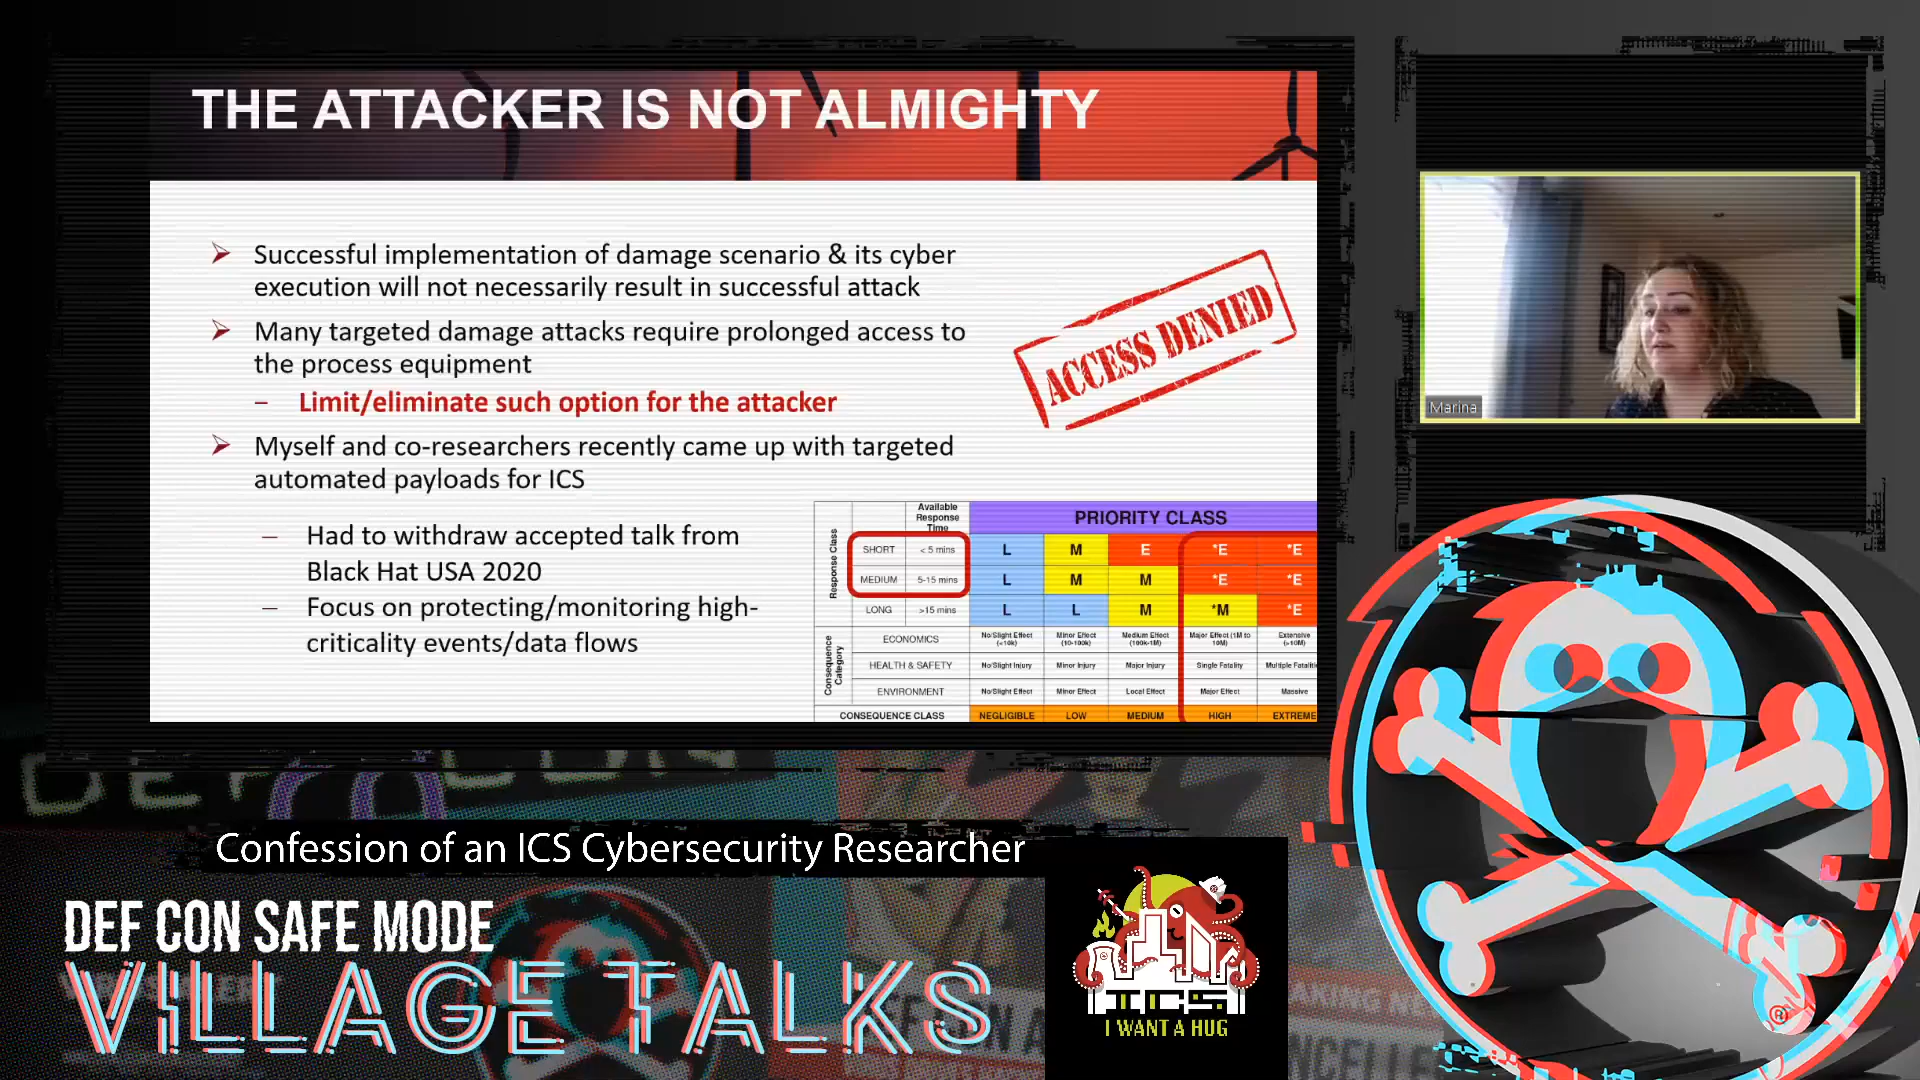 THE ATTACKER IS NOT ALMIGHTY
Successful implementation of damage scenario & its cyber
execution will not necessarily result in successful attack
Many targeted damage attacks require prolonged access to
the process equipment
– Limit/eliminate such option for the attacker
Myself and co-researchers recently came up with targeted
automated payloads for ICS
– Had to withdraw accepted talk from
Black Hat USA 2020
– Focus on protecting/monitoring high-
criticality events/data flows
ACCESS DENIED
Available
Response
Time
PRIORITY CLASS
Response Class
SHORT < 5 mins L M E *E *E
MEDIUM 5-15 mins L M M *E *E
LONG >15 mins L L M *M *E
Consequence
Category
ECONOMICS No/Slight Effect (<10k) Minor Effect (10-100k) Medium Effect (100k-1M) Major Effect (1M to 10M) Extensive (>10M)
HEALTH & SAFETY No/Slight Injury Minor Injury Major Injury Single Fatality Multiple Fataliti
ENVIRONMENT No/Slight Effect Minor Effect Local Effect Major Effect Massive
CONSEQUENCE CLASS NEGLIGIBLE LOW MEDIUM HIGH EXTREME
Marina
DEF CON
Confession of an ICS Cybersecurity Researcher
DEF CON SAFE MODE
VILLAGE TALKS
ICS
I WANT A HUG
®